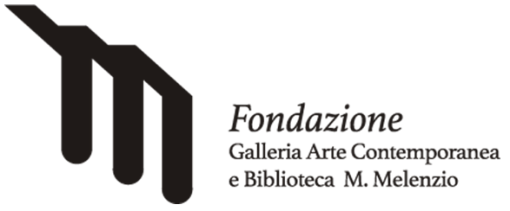 Fondazione
Galleria Arte Contemporanea
e Biblioteca M. Melenzio